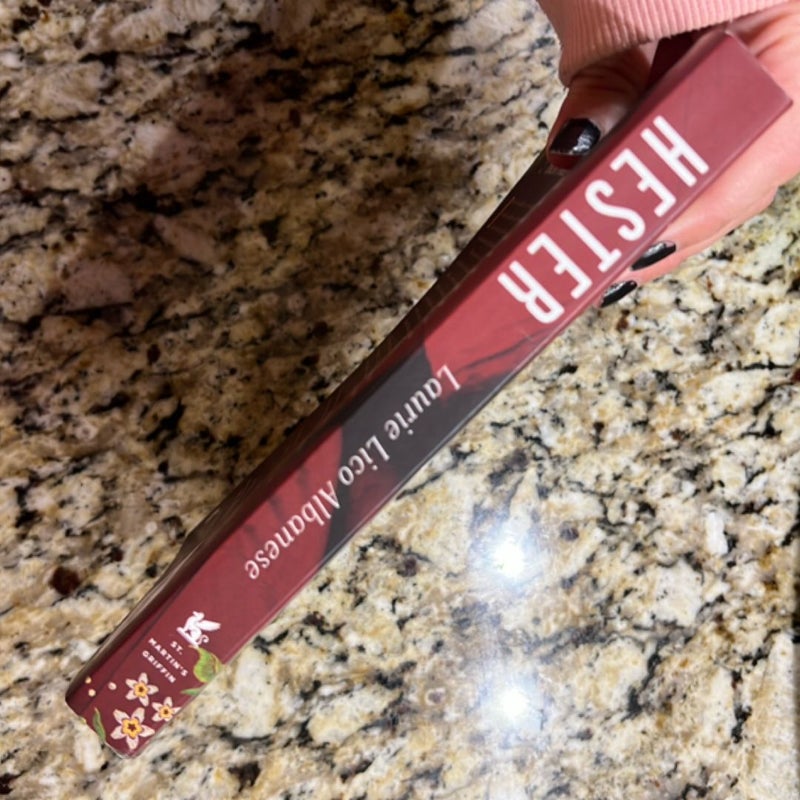 HESTER
Laurie Lico Albanese
ST.
MARTIN'S
GRIFFIN